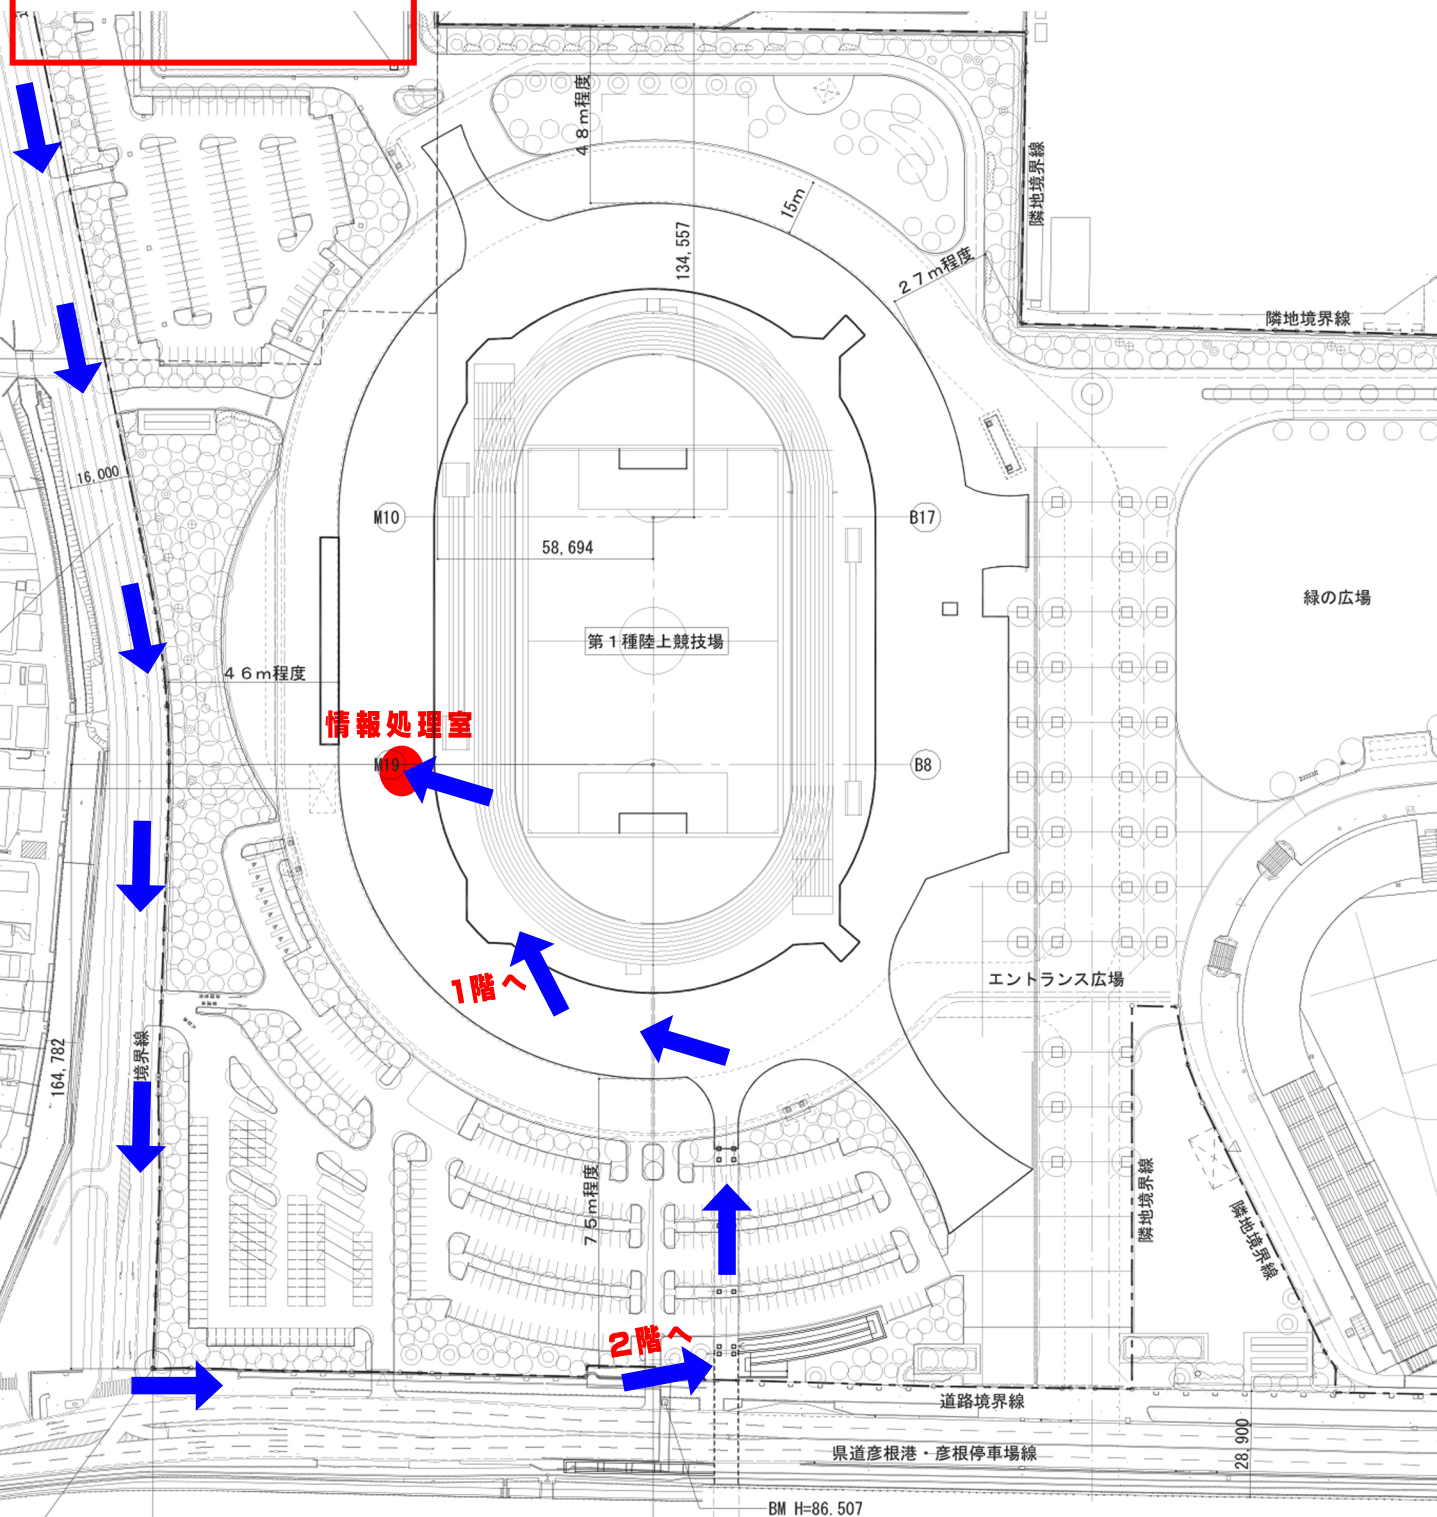 48m程度
隣地境界線
15m
134,557
27m程度
隣地境界線
16,000
M10
B17
58,694
緑の広場
第1種陸上競技場
46m程度
情報処理室
M19
B8
1階へ
エントランス広場
164,782
境界線
75m程度
隣地境界線
隣地境界線
2階へ
道路境界線
県道彦根港・彦根停車場線
28,900
BM H=86.507